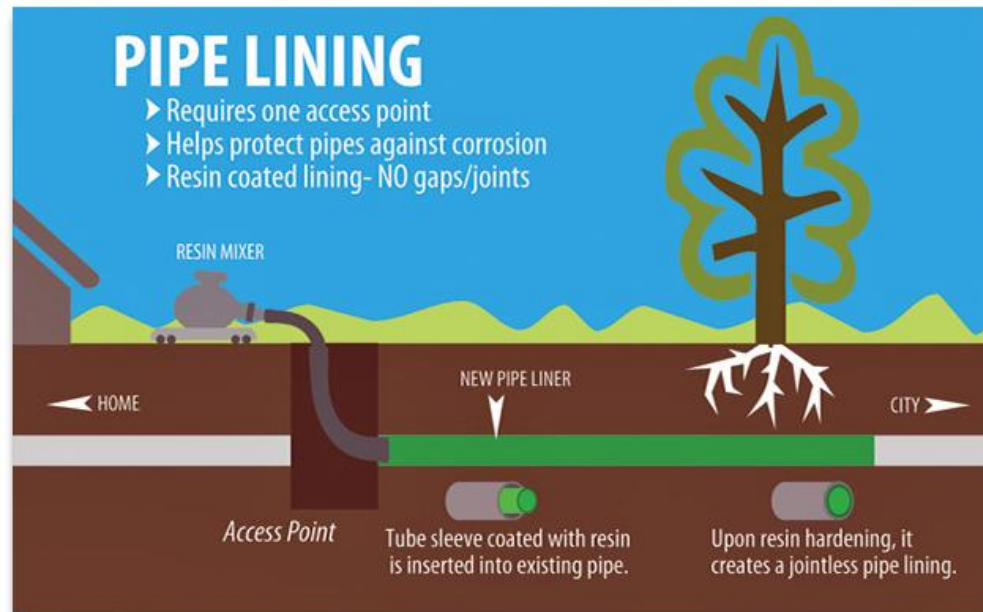 PIPE LINING
Requires one access point
Helps protect pipes against corrosion
Resin coated lining- NO gaps/joints
RESIN MIXER
NEW PIPE LINER
HOME
CITY
Access Point
Tube sleeve coated with resin
is inserted into existing pipe.
Upon resin hardening, it
creates a jointless pipe lining.